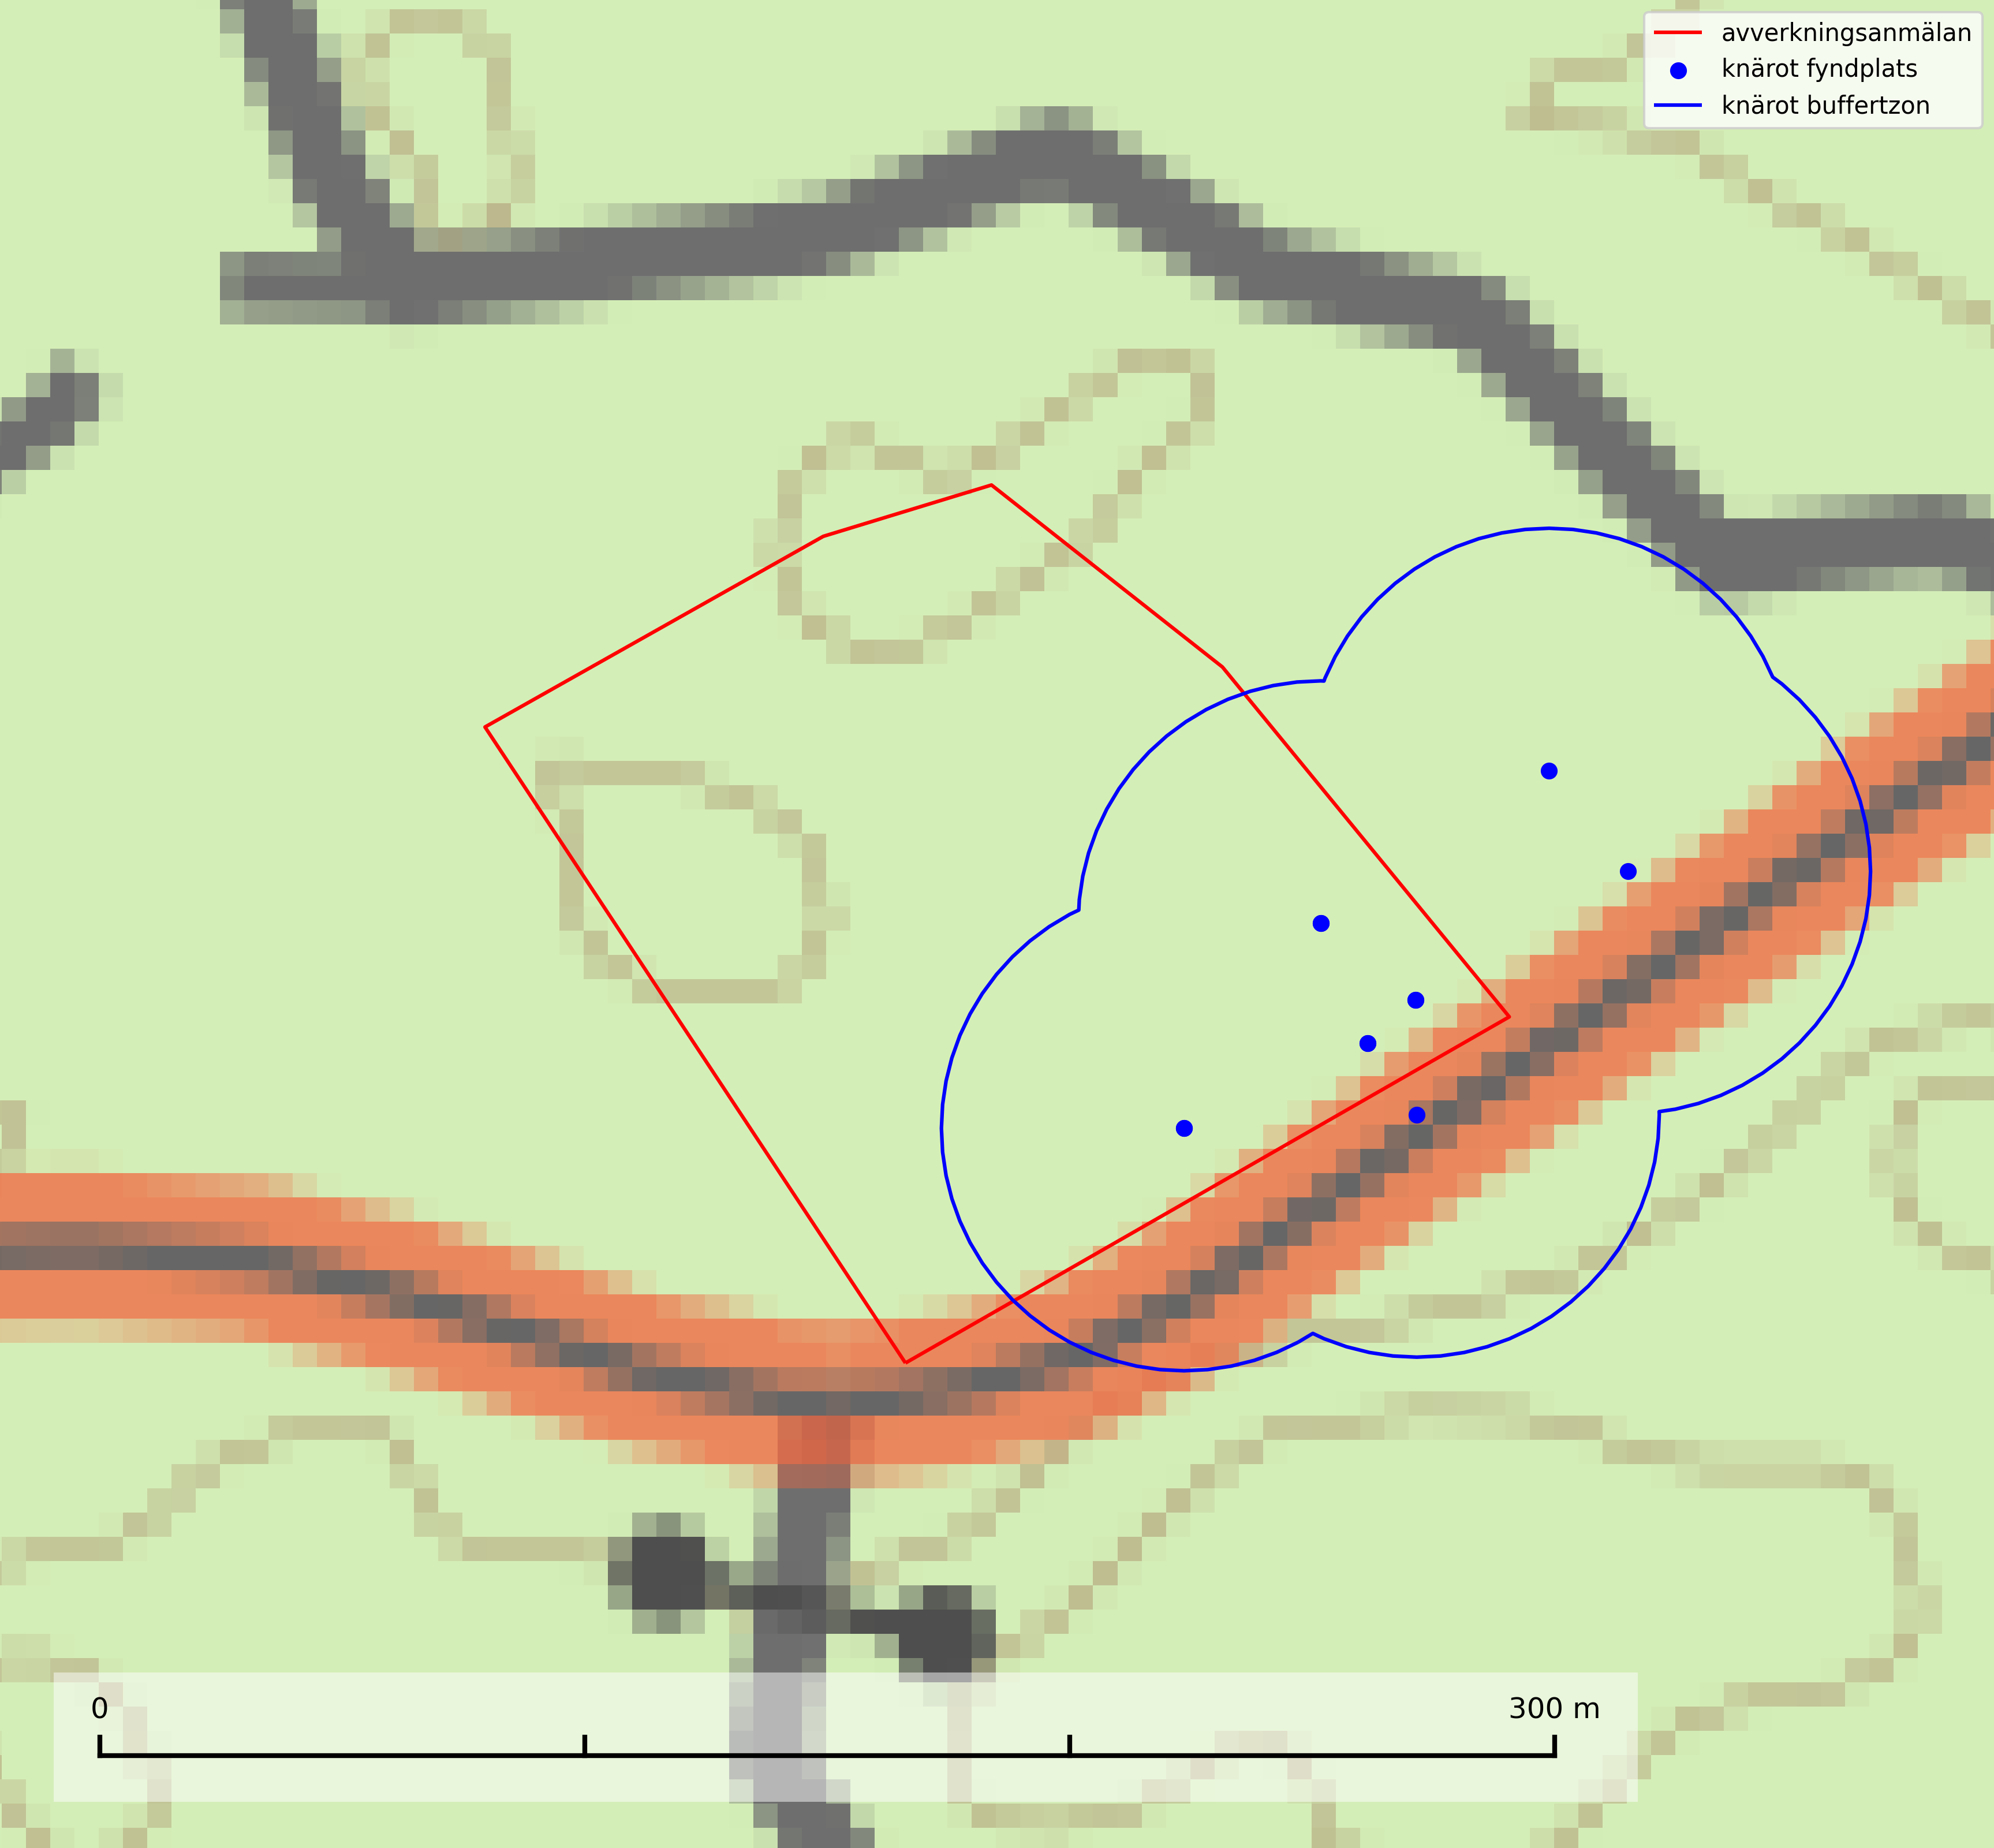 avverkningsanmälan
knärot fyndplats
knärot buffertzon
0 300 m